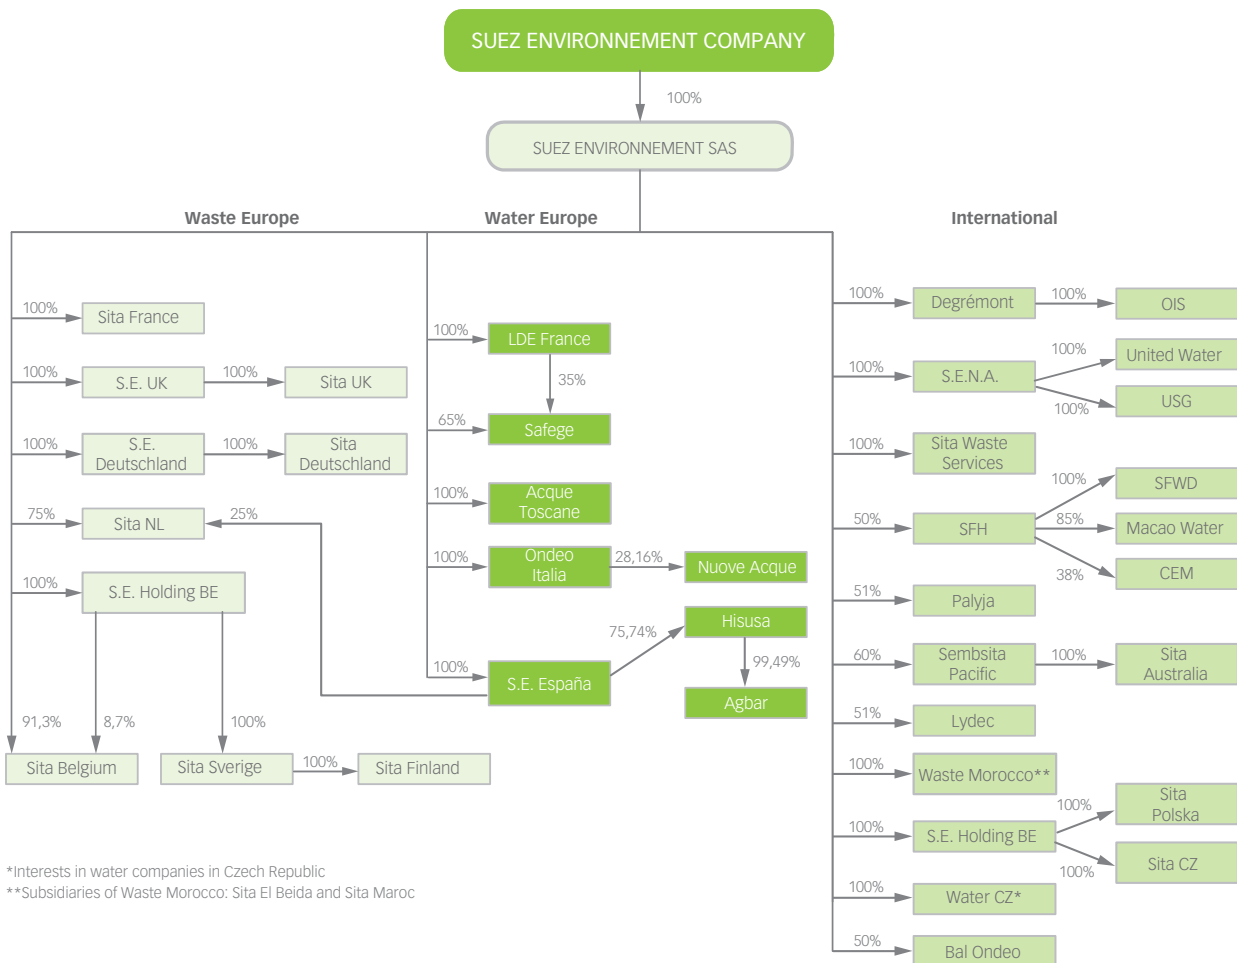 SUEZ ENVIRONNEMENT COMPANY
100%
SUEZ ENVIRONNEMENT SAS
Waste Europe
Water Europe
International
100%
Sita France
100%
S.E. UK
100%
Sita UK
100%
S.E.
Deutschland
100%
Sita
Deutschland
75%
Sita NL
25%
100%
S.E. Holding BE
91,3%
8,7%
100%
Sita Belgium
Sita Sverige
100%
Sita Finland
100%
LDE France
35%
65%
Safege
100%
Acque
Toscane
100%
Ondeo
Italia
28,16%
Nuove Acque
100%
S.E. España
75,74%
Hisusa
99,49%
Agbar
100%
Degrémont
100%
OIS
100%
S.E.N.A.
100%
United Water
100%
USG
100%
Sita Waste
Services
50%
SFH
100%
SFWD
85%
Macao Water
38%
CEM
51%
Palyja
60%
Sembsita
Pacific
100%
Sita
Australia
51%
Lydec
100%
Waste Morocco**
100%
S.E. Holding BE
100%
Sita
Polska
100%
Sita CZ
100%
Water CZ*
50%
Bal Ondeo
*Interests in water companies in Czech Republic
**Subsidiaries of Waste Morocco: Sita El Beida and Sita Maroc